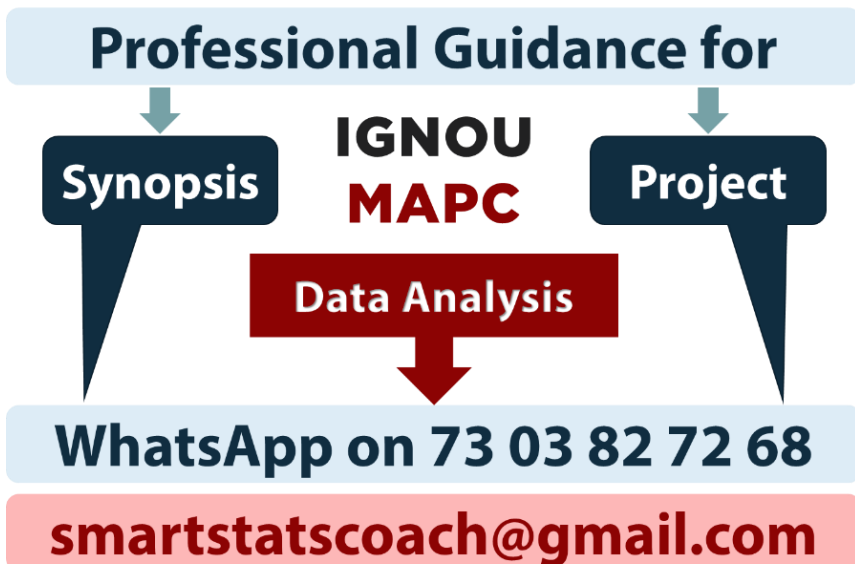 Professional Guidance for
IGNOU
Synopsis
Project
MAPC
Data Analysis
WhatsApp on 73 03 82 72 68
smartstatscoach@gmail.com